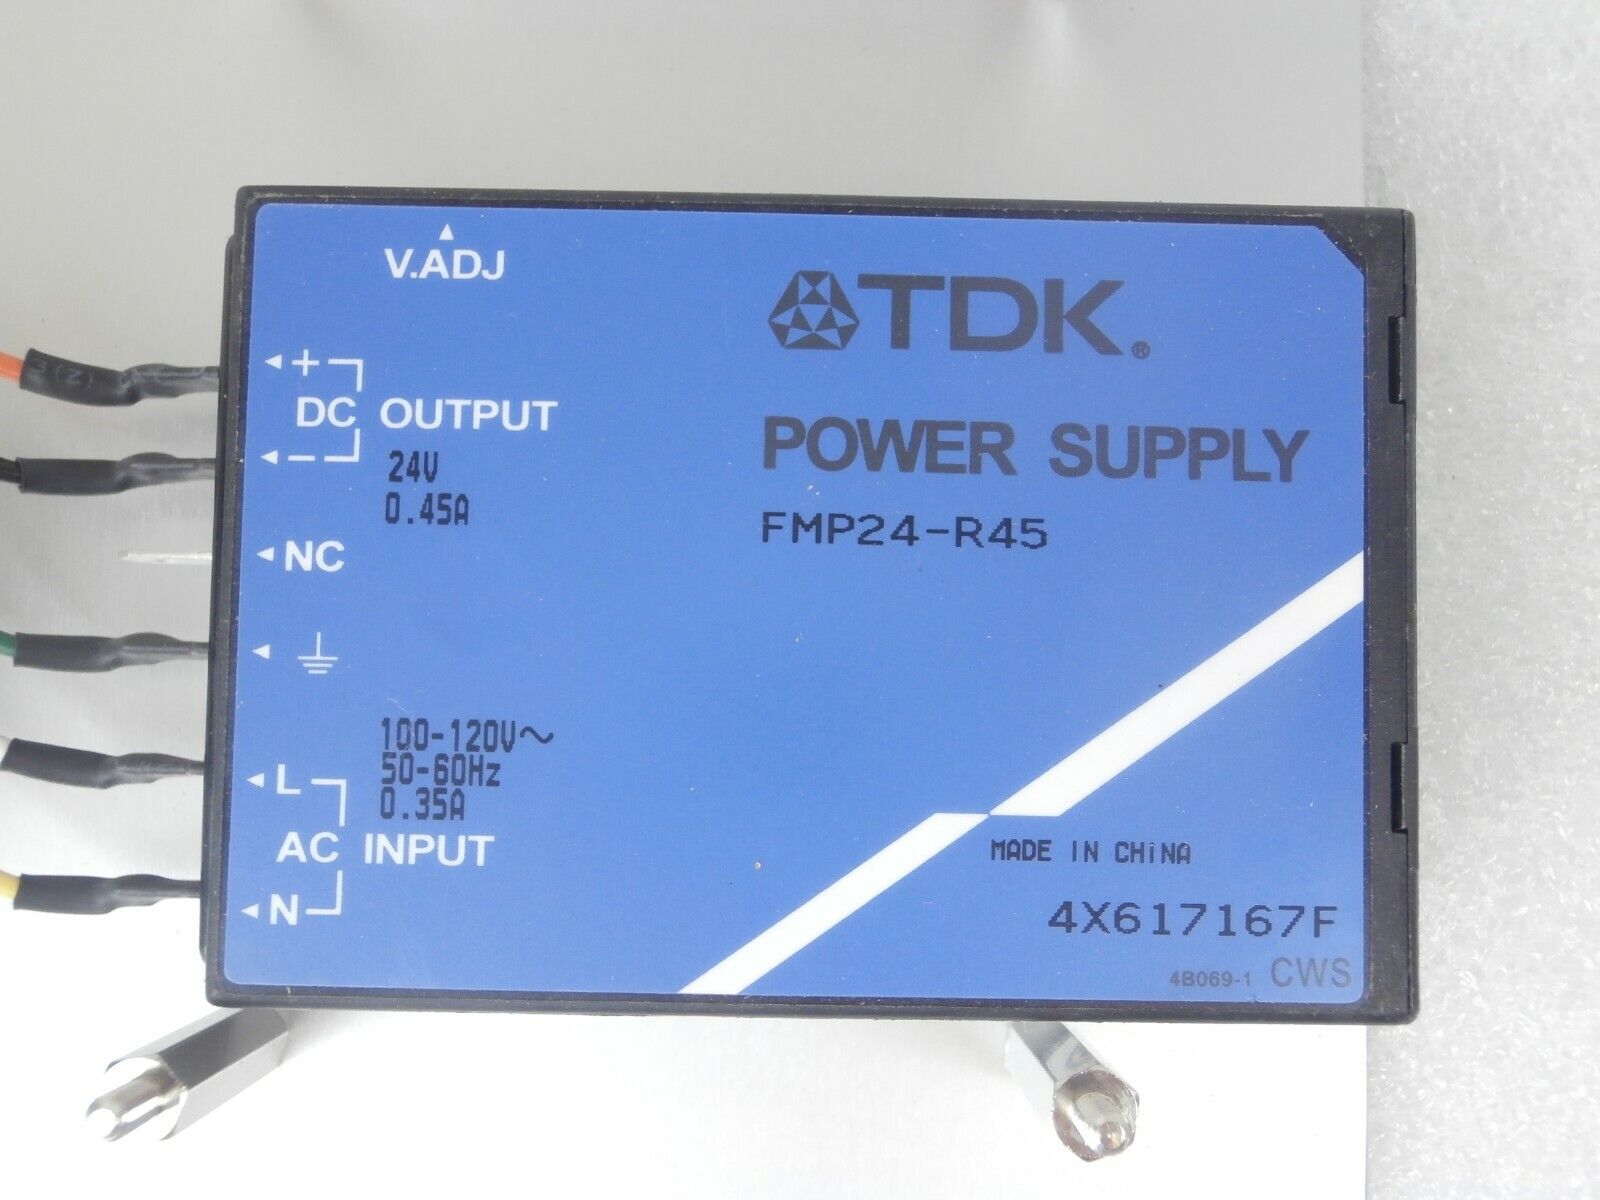 V.ADJ
TDK®
+
DC OUTPUT
−
24V
0.45A
POWER SUPPLY
FMP24-R45
NC
100-120V~
50-60Hz
0.35A
L
AC INPUT
N
MADE IN CHINA
4X617167F
4B069-1 CWS